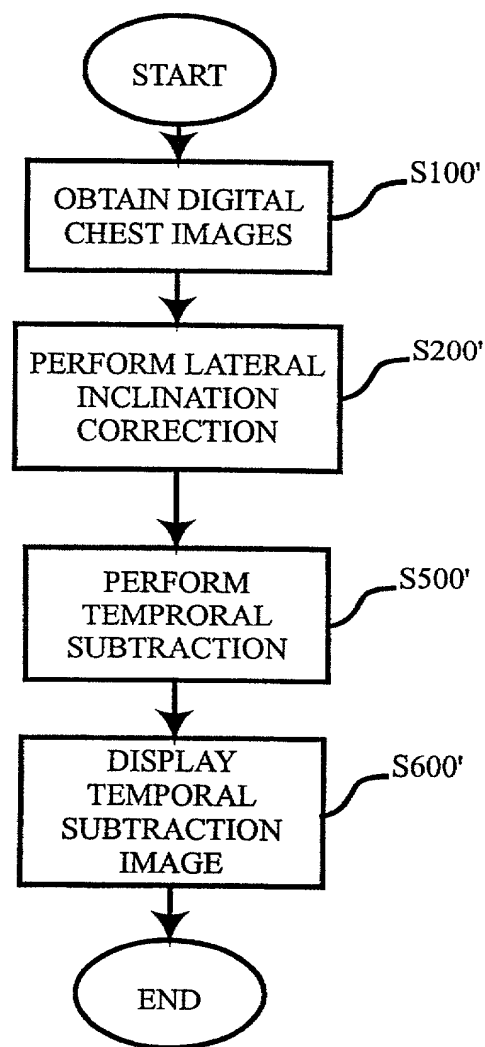 START
S100'
OBTAIN DIGITAL
CHEST IMAGES
S200'
PERFORM LATERAL
INCLINATION
CORRECTION
S500'
PERFORM
TEMPRORAL
SUBTRACTION
S600'
DISPLAY
TEMPORAL
SUBTRACTION
IMAGE
END